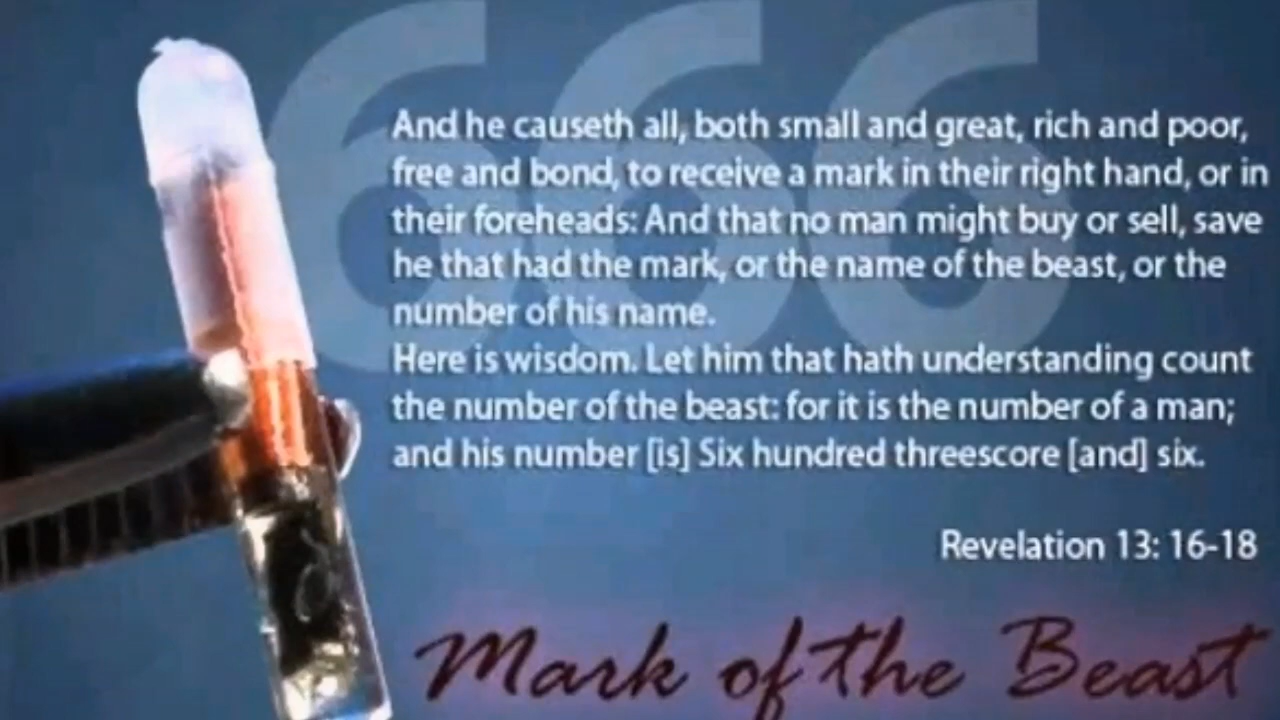 666
And he causeth all, both small and great, rich and poor,
free and bond, to receive a mark in their right hand, or in
their foreheads: And that no man might buy or sell, save
he that had the mark, or the name of the beast, or the
number of his name.
Here is wisdom. Let him that hath understanding count
the number of the beast: for it is the number of a man;
and his number [is] Six hundred threescore [and] six.
Revelation 13: 16-18
Mark of the Beast